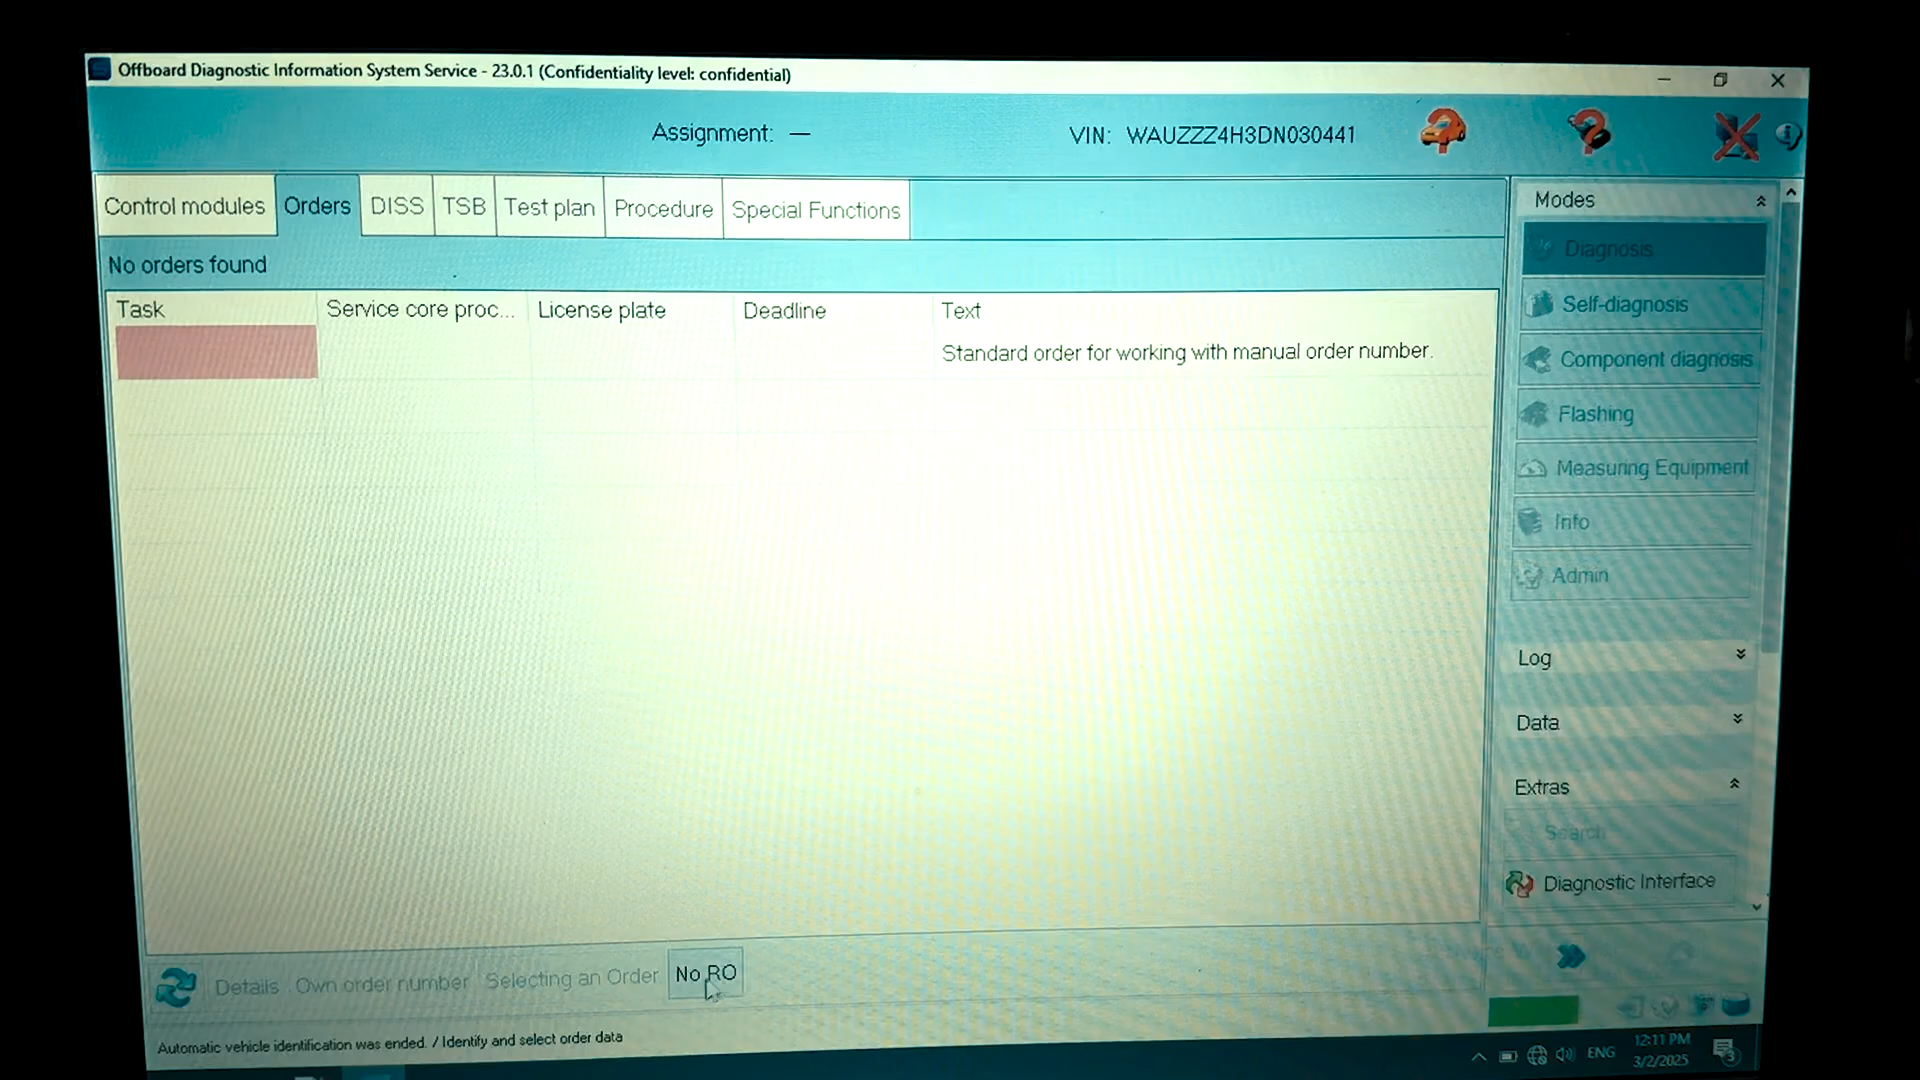 Offboard Diagnostic Information System Service - 23.0.1 (Confidentiality level: confidential)
Assignment: — VIN: WAUZZZ4H3DN030441
Control modules Orders DISS TSB Test plan Procedure Special Functions
No orders found
Task Service core proc... License plate Deadline Text
Standard order for working with manual order number.
Modes
Diagnosis
Self-diagnosis
Component diagnosis
Flashing
Measuring Equipment
Info
Admin
Log
Data
Extras
Search
Diagnostic Interface
Details Own order number Selecting an Order No RO
Automatic vehicle identification was ended. / Identify and select order data
ENG
12:11 PM
3/2/2025
3